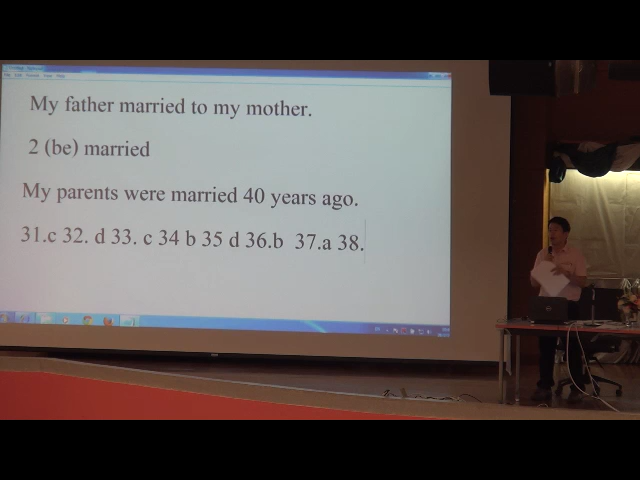 My father married to my mother.
2 (be) married
My parents were married 40 years ago.
31.c 32. d 33. c 34 b 35 d 36.b 37.a 38.